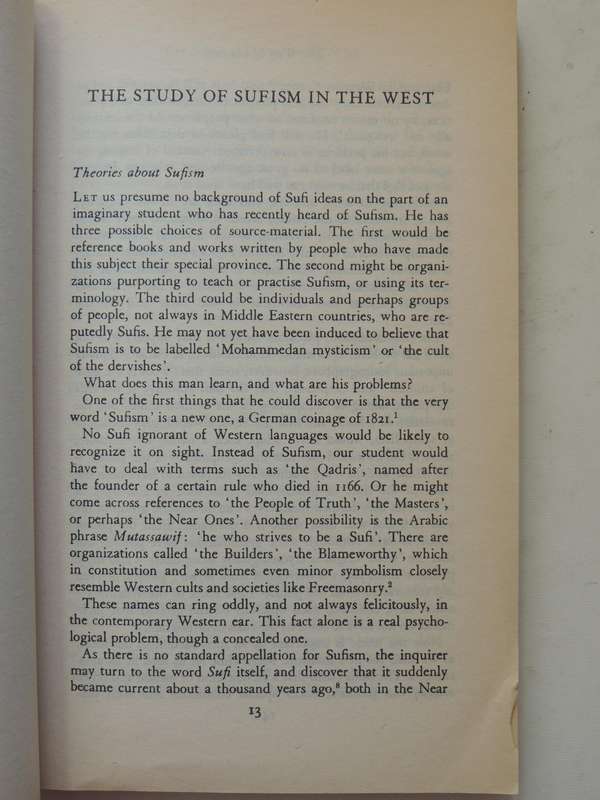 THE STUDY OF SUFISM IN THE WEST
Theories about Sufism
LET us presume no background of Sufi ideas on the part of an
imaginary student who has recently heard of Sufism. He has
three possible choices of source-material. The first would be
reference books and works written by people who have made
this subject their special province. The second might be organi-
zations purporting to teach or practise Sufism, or using its ter-
minology. The third could be individuals and perhaps groups
of people, not always in Middle Eastern countries, who are re-
putedly Sufis. He may not yet have been induced to believe that
Sufism is to be labelled ‘Mohammedan mysticism’ or ‘the cult
of the dervishes’.
What does this man learn, and what are his problems?
One of the first things that he could discover is that the very
word ‘Sufism’ is a new one, a German coinage of 1821.¹
No Sufi ignorant of Western languages would be likely to
recognize it on sight. Instead of Sufism, our student would
have to deal with terms such as ‘the Qadris’, named after
the founder of a certain rule who died in 1166. Or he might
come across references to ‘the People of Truth’, ‘the Masters’,
or perhaps ‘the Near Ones’. Another possibility is the Arabic
phrase Mutassawif: ‘he who strives to be a Sufi’. There are
organizations called ‘the Builders’, ‘the Blameworthy’, which
in constitution and sometimes even minor symbolism closely
resemble Western cults and societies like Freemasonry.²
These names can ring oddly, and not always felicitously, in
the contemporary Western ear. This fact alone is a real psycho-
logical problem, though a concealed one.
As there is no standard appellation for Sufism, the inquirer
may turn to the word Sufi itself, and discover that it suddenly
became current about a thousand years ago,³ both in the Near
13